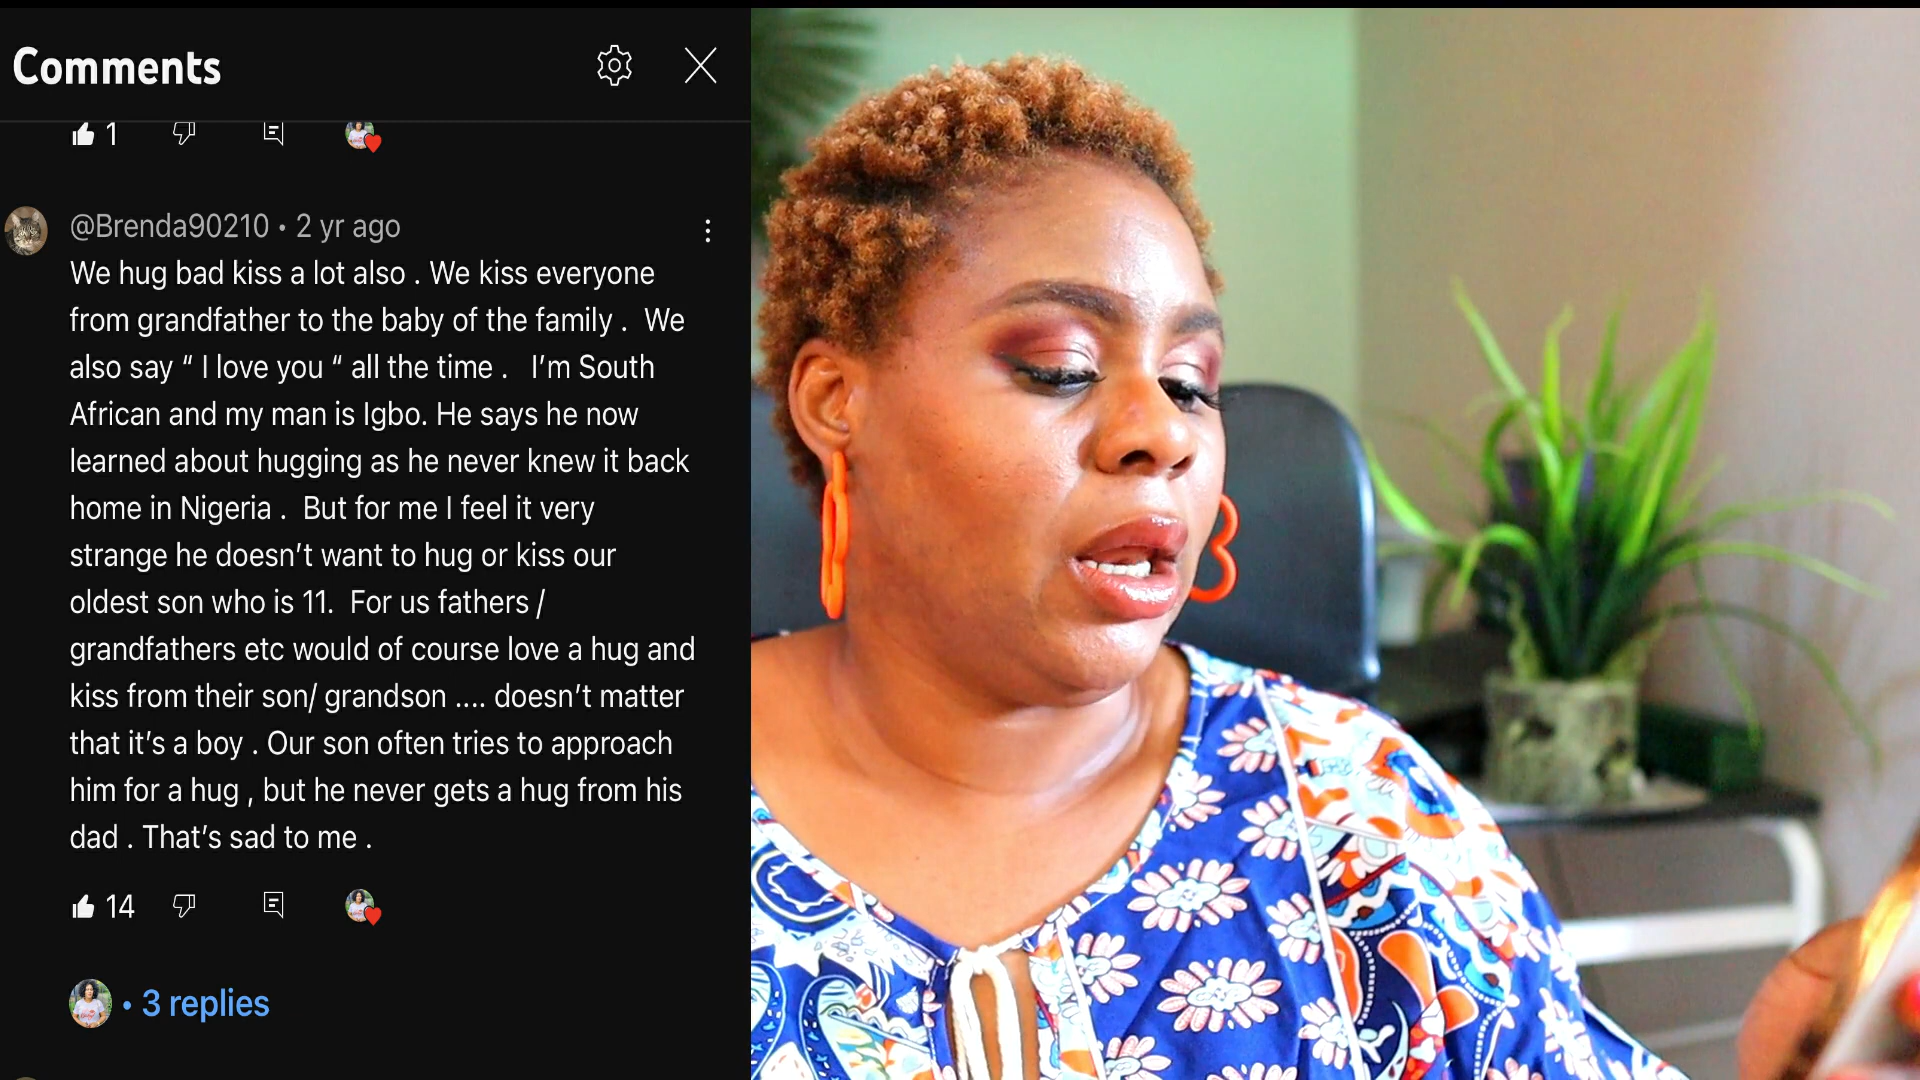 Comments
1
@Brenda90210 • 2 yr ago
We hug bad kiss a lot also . We kiss everyone
from grandfather to the baby of the family .  We
also say “ I love you “ all the time .   I’m South
African and my man is Igbo. He says he now
learned about hugging as he never knew it back
home in Nigeria .  But for me I feel it very
strange he doesn’t want to hug or kiss our
oldest son who is 11.  For us fathers /
grandfathers etc would of course love a hug and
kiss from their son/ grandson .... doesn’t matter
that it’s a boy . Our son often tries to approach
him for a hug , but he never gets a hug from his
dad . That’s sad to me .
14
• 3 replies